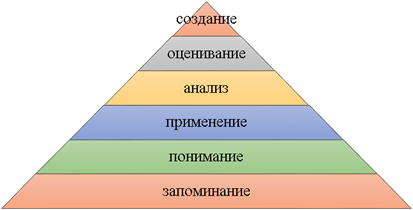 создание
оценивание
анализ
применение
понимание
запоминание